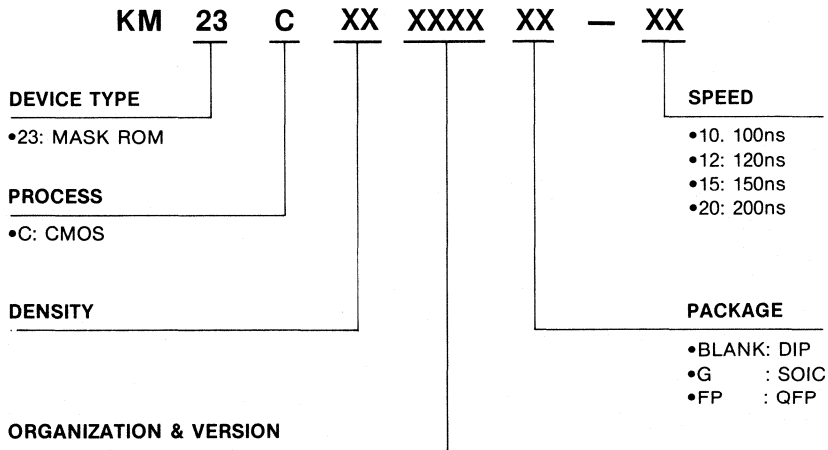 KM 23 C XX XXXX XX — XX
DEVICE TYPE
•23: MASK ROM
PROCESS
•C: CMOS
DENSITY
ORGANIZATION & VERSION
SPEED
•10. 100ns
•12: 120ns
•15: 150ns
•20: 200ns
PACKAGE
•BLANK: DIP
•G : SOIC
•FP : QFP